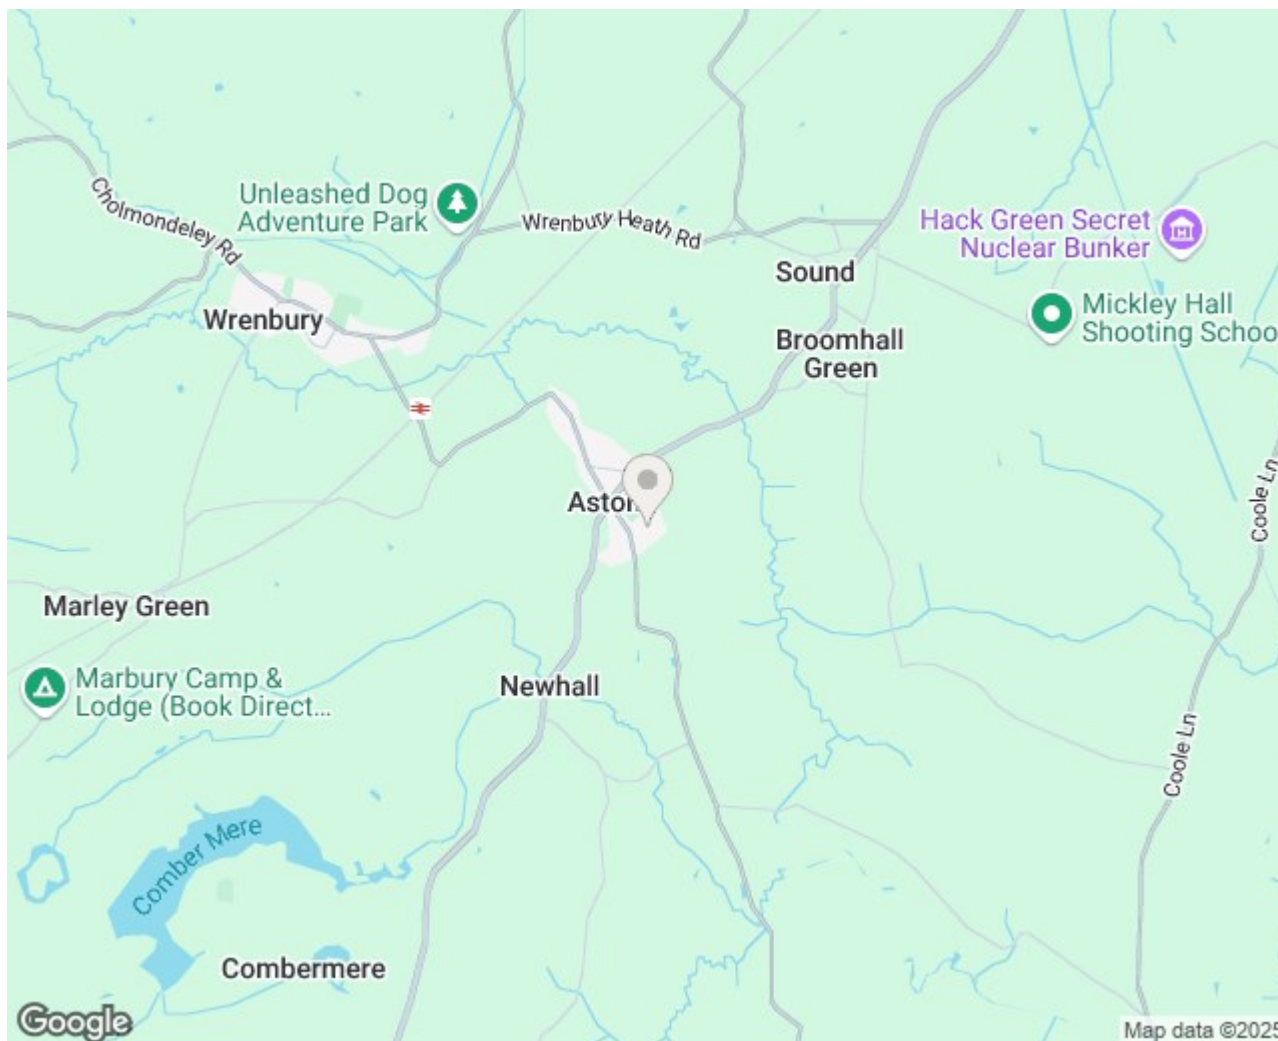 Cholmondeley Rd
Unleashed Dog
Adventure Park
Wrenbury Heath Rd
Hack Green Secret
Nuclear Bunker
Sound
Mickley Hall
Shooting Schoo
Wrenbury
Broomhall
Green
Aston
Coole Ln
Marley Green
Marbury Camp &
Lodge (Book Direct...
Newhall
Coole Ln
Comber Mere
Combermere
Google
Map data ©2025